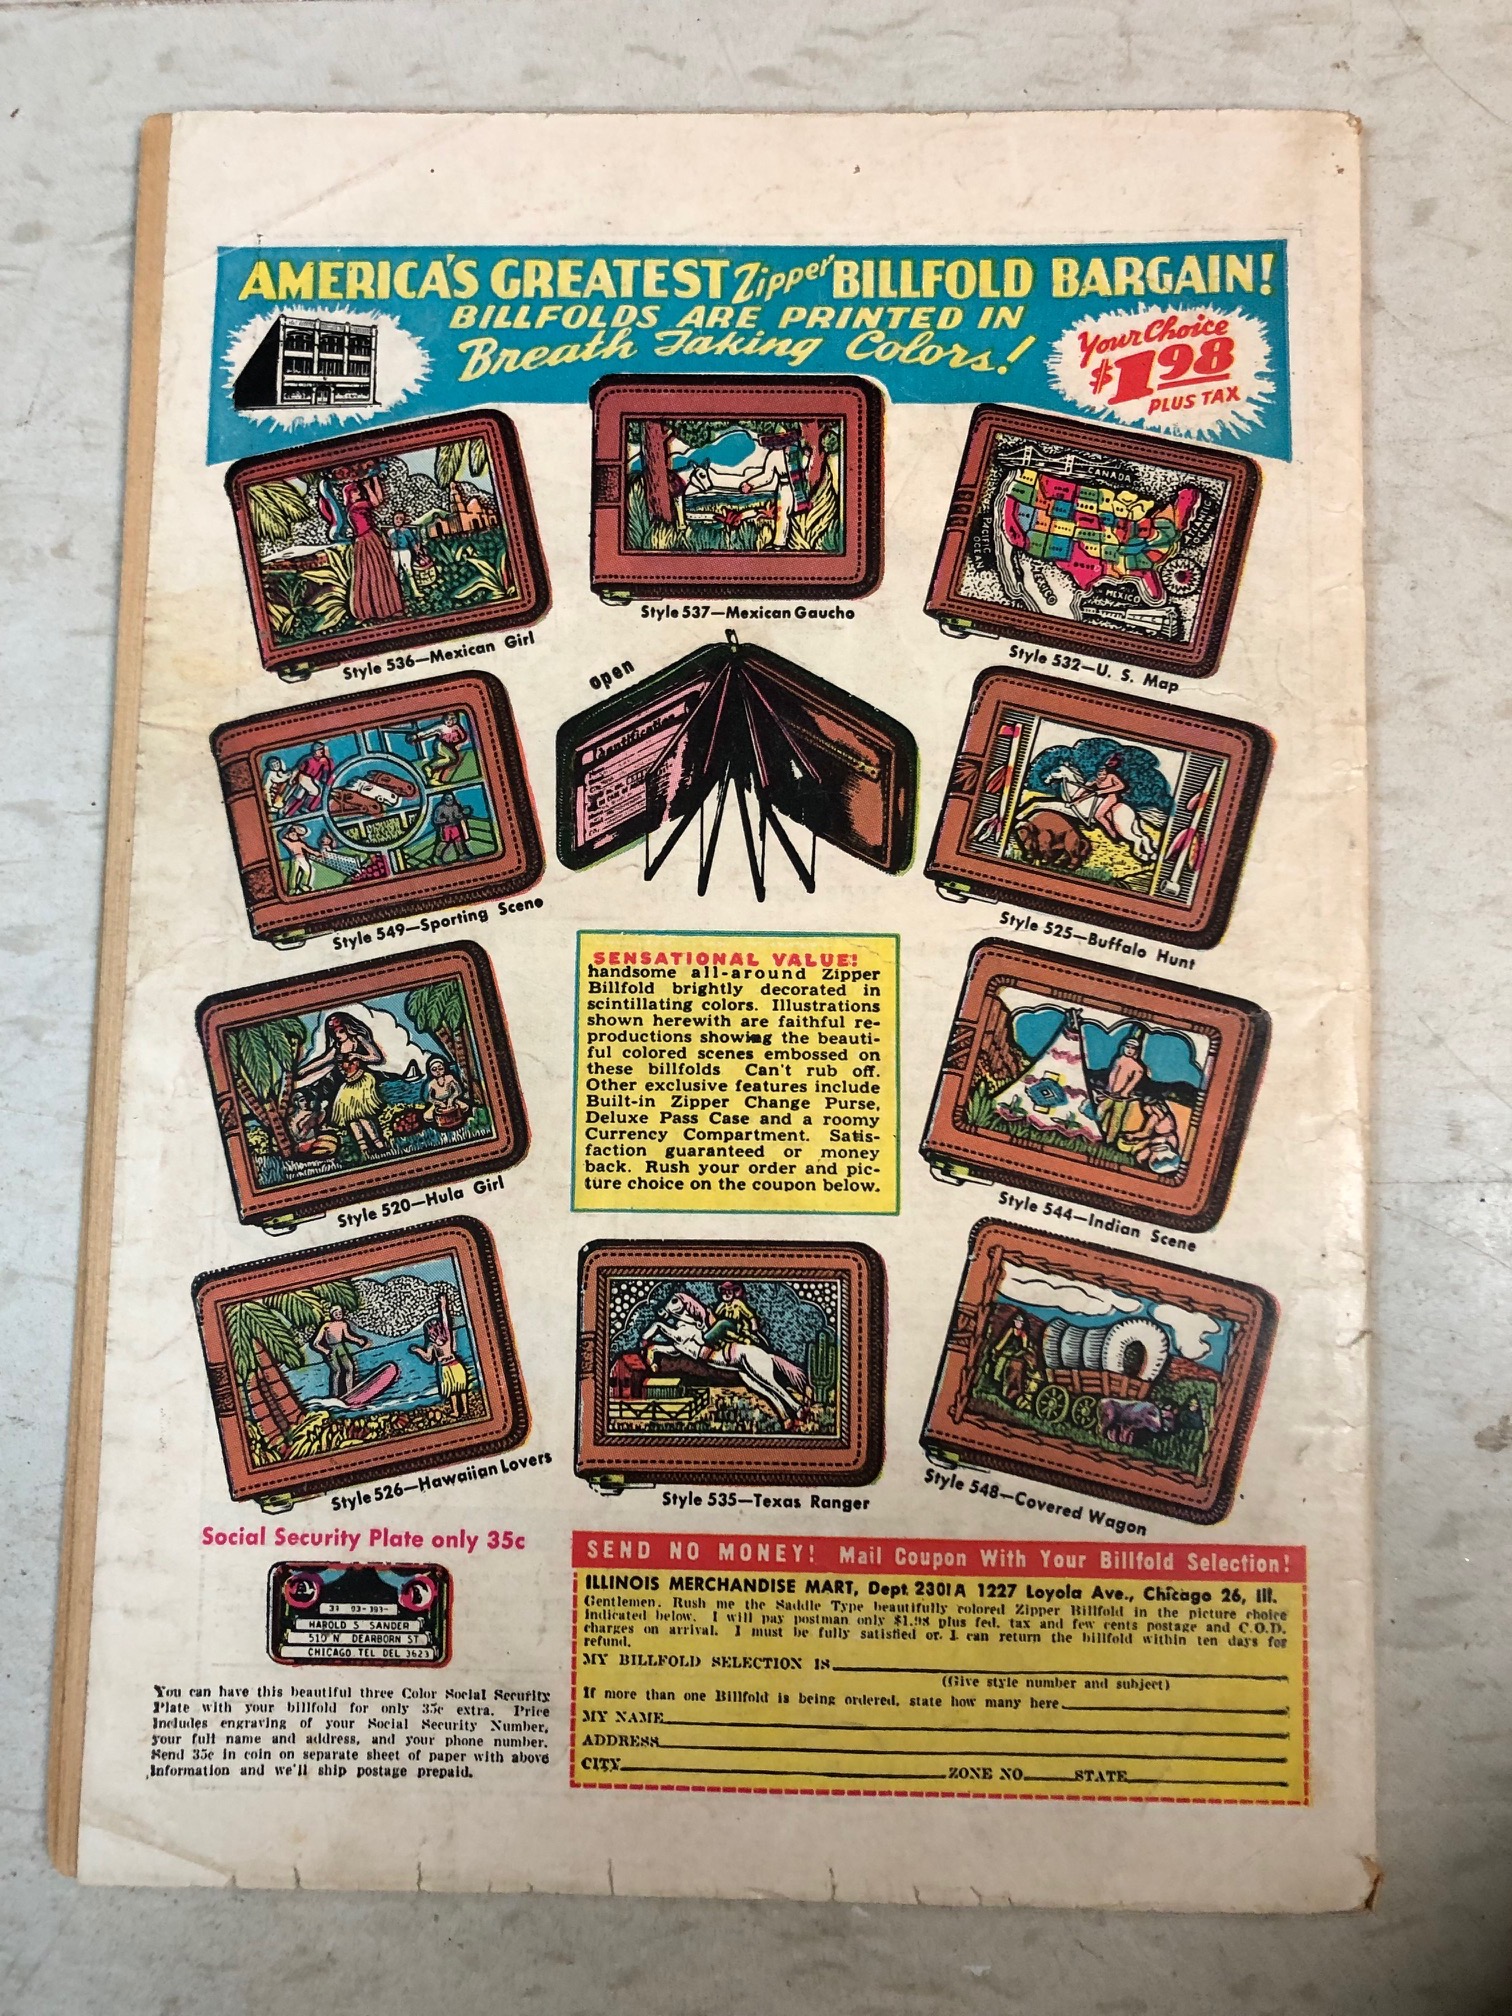 AMERICA'S GREATEST Zipper BILLFOLD BARGAIN!
BILLFOLDS ARE PRINTED IN
Breath Taking Colors!
Your Choice
$1.98
PLUS TAX
Style 536—Mexican Girl
Style 537—Mexican Gaucho
CANADA
PACIFIC
OCEAN
ATLANTIC
OCEAN
MEXICO
MEXICO
Style 532—U. S. Map
open
Identification
Style 549—Sporting Scene
Style 525—Buffalo Hunt
SENSATIONAL VALUE!
handsome all-around Zipper
Billfold brightly decorated in
scintillating colors. Illustrations
shown herewith are faithful re-
productions showing the beauti-
ful colored scenes embossed on
these billfolds Can't rub off.
Other exclusive features include
Built-in Zipper Change Purse,
Deluxe Pass Case and a roomy
Currency Compartment. Satis-
faction guaranteed or money
back. Rush your order and pic-
ture choice on the coupon below.
Style 520—Hula Girl
Style 544—Indian Scene
Style 526—Hawaiian Lovers
Style 535—Texas Ranger
Style 548—Covered Wagon
Social Security Plate only 35c
HAROLD S SANDER
510 N DEARBORN ST
CHICAGO TEL DEL 3623
You can have this beautiful three Color Social Security
Plate with your billfold for only 35c extra. Price
includes engraving of your Social Security Number,
your full name and address, and your phone number.
Send 35c in coin on separate sheet of paper with above
information and we'll ship postage prepaid.
SEND NO MONEY! Mail Coupon With Your Billfold Selection!
ILLINOIS MERCHANDISE MART, Dept 2301A 1227 Loyola Ave., Chicago 26, Ill.
Gentlemen. Rush me the Saddle Type beautifully colored Zipper Billfold in the picture choice
indicated below. I will pay postman only $1.98 plus fed. tax and few cents postage and C.O.D.
charges on arrival. I must be fully satisfied or I can return the billfold within ten days for
refund.
MY BILLFOLD SELECTION IS
(Give style number and subject)
If more than one Billfold is being ordered, state how many here
MY NAME
ADDRESS
CITY ZONE NO. STATE